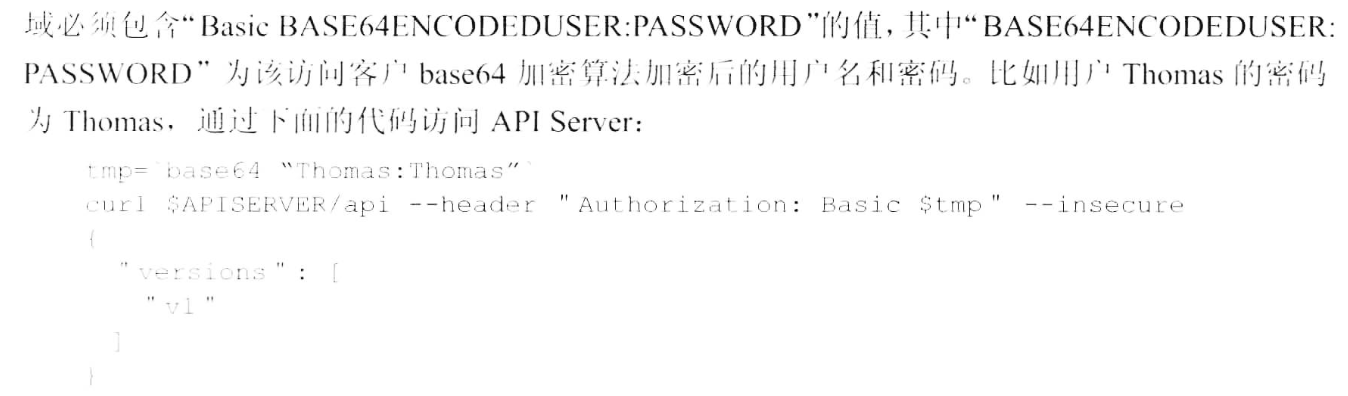 域必须包含“Basic BASE64ENCODEDUSER:PASSWORD”的值,其中“BASE64ENCODEDUSER:
PASSWORD”为该访问客户 base64 加密算法加密后的用户名和密码。比如用户 Thomas 的密码
为 Thomas，通过下面的代码访问 API Server：
tmp=`base64 “Thomas:Thomas”`
curl $APISERVER/api --header "Authorization: Basic $tmp" --insecure
{
"versions": [
"v1"
]
}